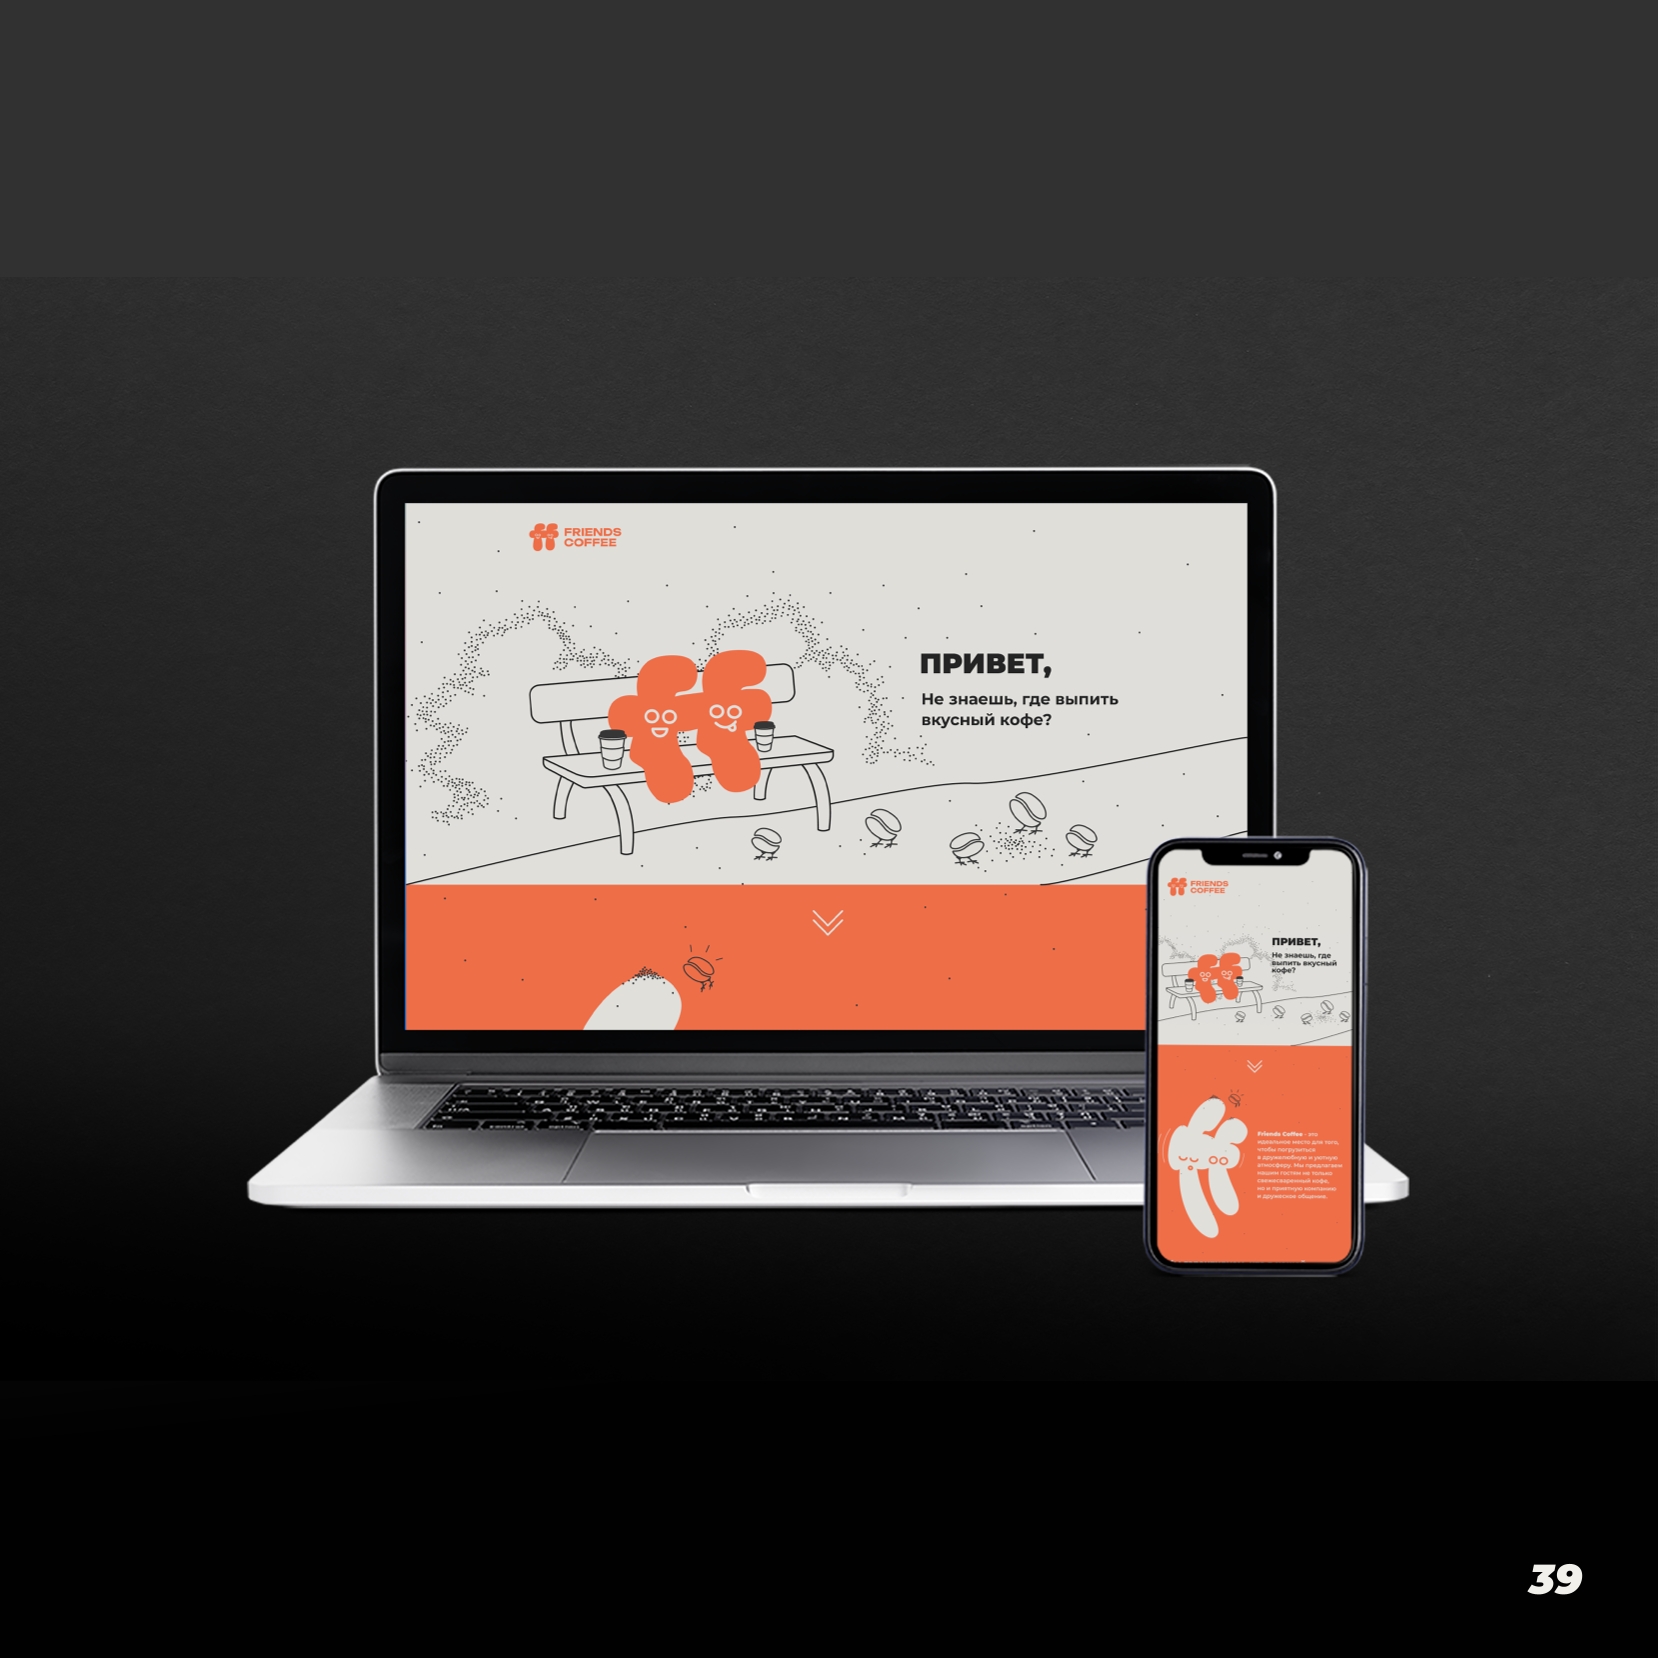 FRIENDS
COFFEE
ПРИВЕТ,
Не знаешь, где выпить
вкусный кофе?
FRIENDS
COFFEE
ПРИВЕТ,
Не знаешь, где
выпить вкусный
кофе?
Friends Coffee - это
идеальное место для того,
чтобы погрузиться
в дружелюбную и уютную
атмосферу. Мы предлагаем
нашим гостям не только
свежесваренный кофе,
но и приятную компанию
и дружеское общение.
39